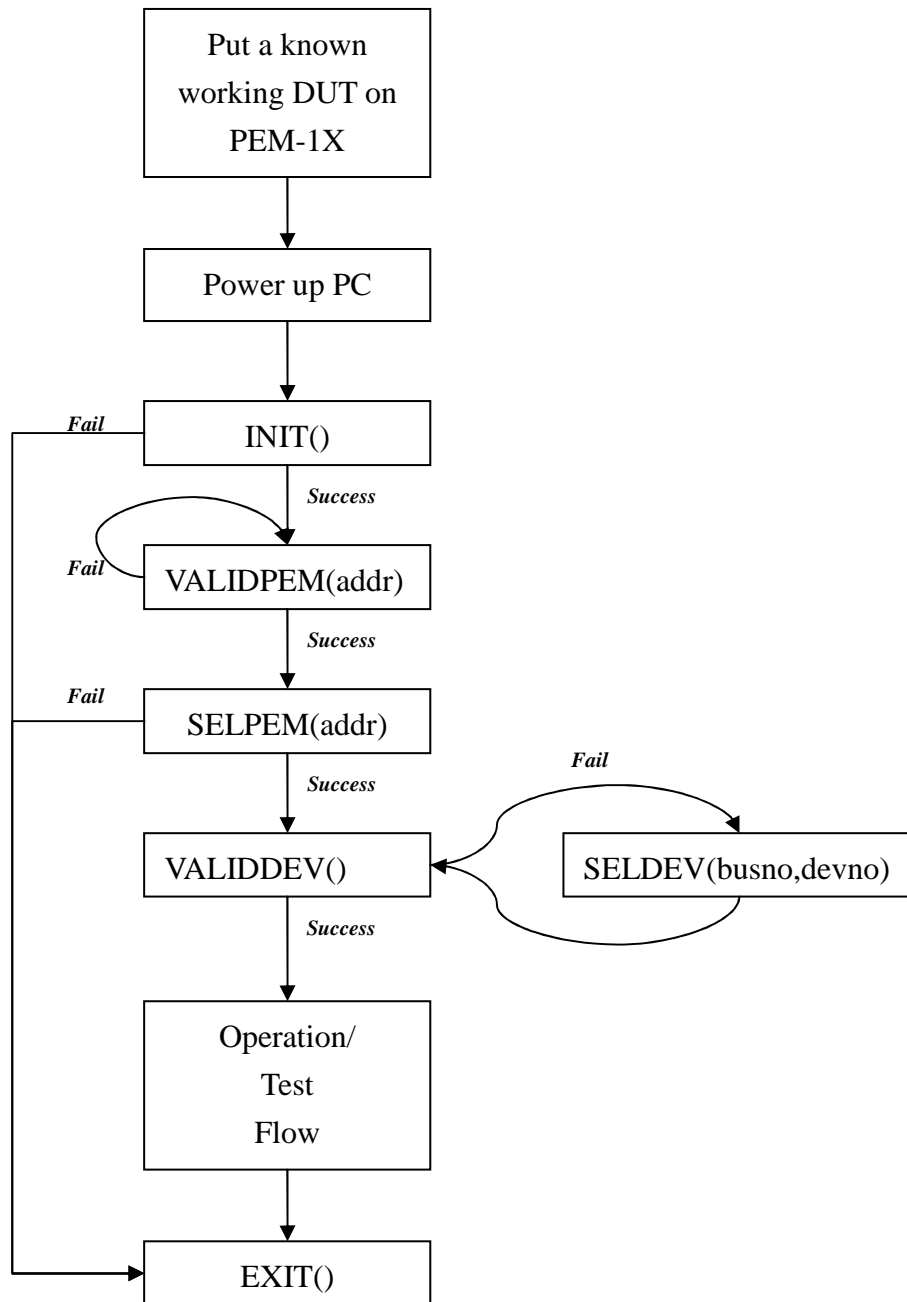 Put a known
working DUT on
PEM-1X
Power up PC
Fail
INIT()
Success
Fail
VALIDPEM(addr)
Success
Fail
SELPEM(addr)
Success
Fail
VALIDDEV()
SELDEV(busno,devno)
Success
Operation/
Test
Flow
EXIT()